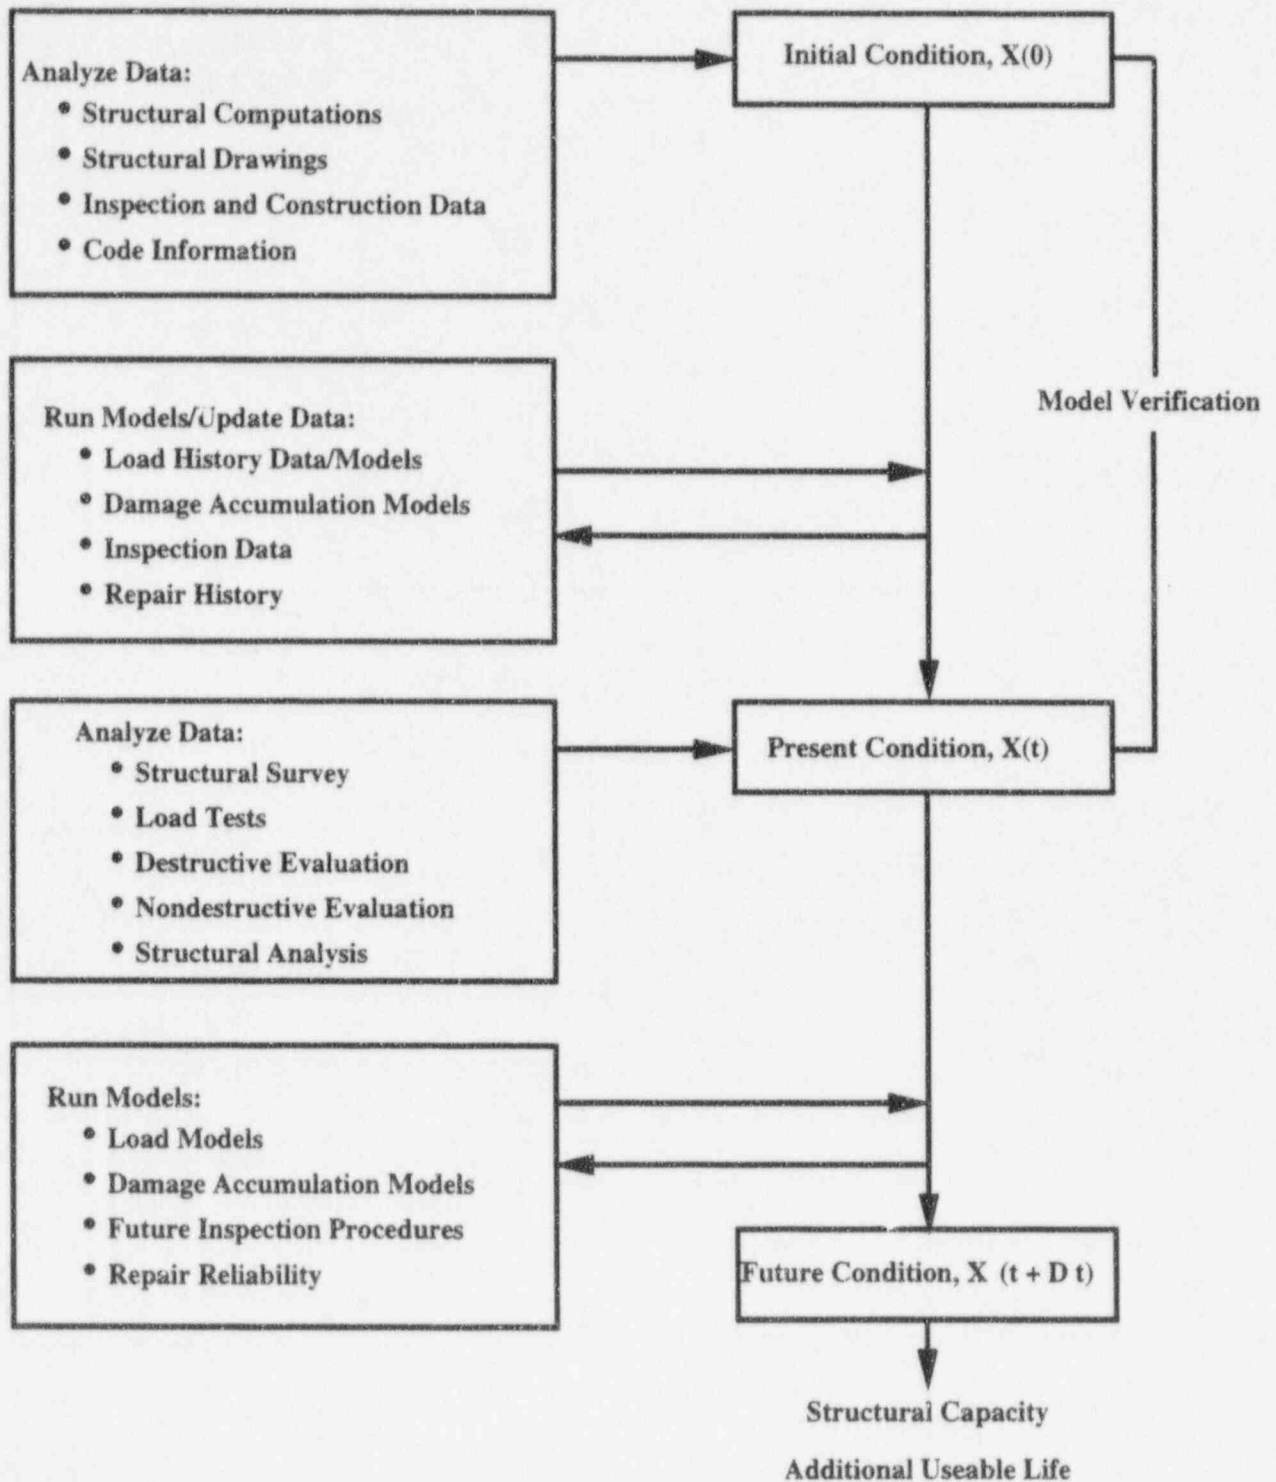 Analyze Data:
• Structural Computations
• Structural Drawings
• Inspection and Construction Data
• Code Information
Initial Condition, X(0)
Model Verification
Run Models/Update Data:
• Load History Data/Models
• Damage Accumulation Models
• Inspection Data
• Repair History
Analyze Data:
• Structural Survey
• Load Tests
• Destructive Evaluation
• Nondestructive Evaluation
• Structural Analysis
Present Condition, X(t)
Run Models:
• Load Models
• Damage Accumulation Models
• Future Inspection Procedures
• Repair Reliability
Future Condition, X (t + D t)
Structural Capacity
Additional Useable Life